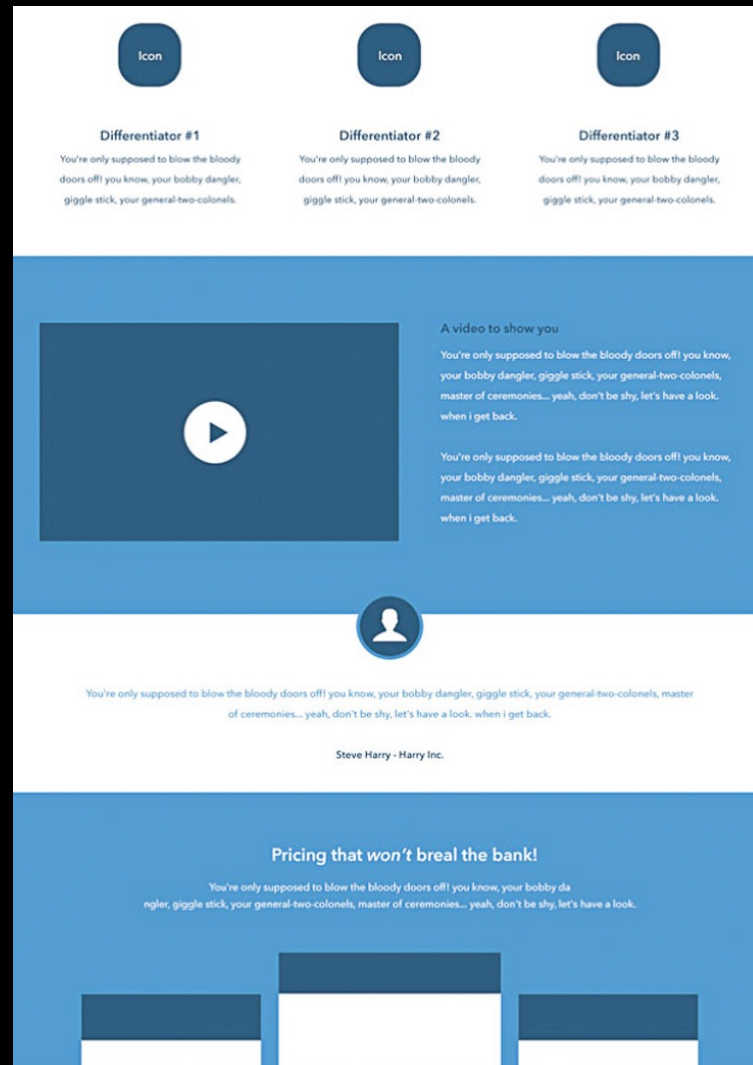 Icon
Icon
Icon
Differentiator #1
You're only supposed to blow the bloody
doors off! you know, your bobby dangler,
giggle stick, your general-two-colonels.
Differentiator #2
You're only supposed to blow the bloody
doors off! you know, your bobby dangler,
giggle stick, your general-two-colonels.
Differentiator #3
You're only supposed to blow the bloody
doors off! you know, your bobby dangler,
giggle stick, your general-two-colonels.
A video to show you
You're only supposed to blow the bloody doors off! you know,
your bobby dangler, giggle stick, your general-two-colonels,
master of ceremonies... yeah, don't be shy, let's have a look.
when i get back.
You're only supposed to blow the bloody doors off! you know,
your bobby dangler, giggle stick, your general-two-colonels,
master of ceremonies... yeah, don't be shy, let's have a look.
when i get back.
You're only supposed to blow the bloody doors off! you know, your bobby dangler, giggle stick, your general-two-colonels, master
of ceremonies... yeah, don't be shy, let's have a look. when i get back.
Steve Harry - Harry Inc.
Pricing that won't breal the bank!
You're only supposed to blow the bloody doors off! you know, your bobby da
ngler, giggle stick, your general-two-colonels, master of ceremonies... yeah, don't be shy, let's have a look.